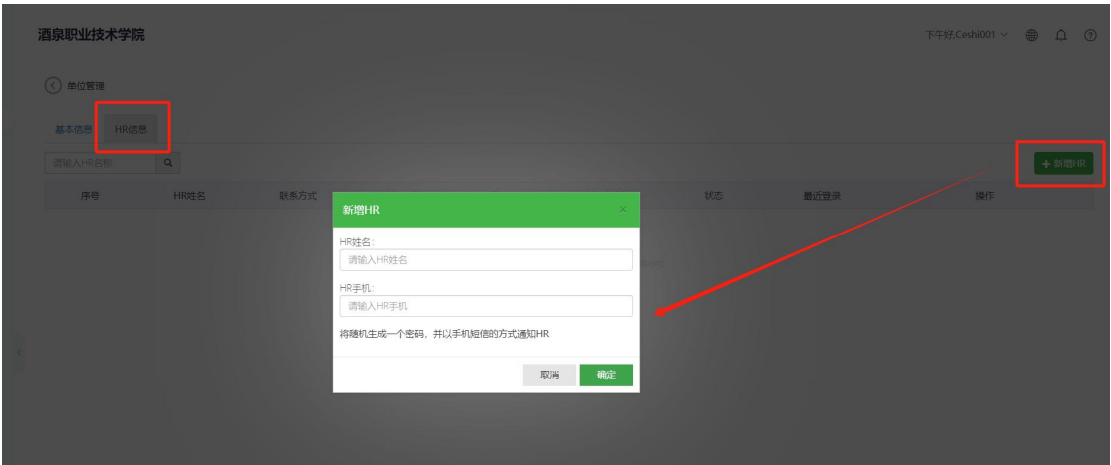 酒泉职业技术学院
下午好,Ceshi001
单位管理
基本信息 HR信息
请输入HR名称
+ 新增HR
序号 HR姓名 联系方式 状态 最近登录 操作
新增HR ×
HR姓名:
请输入HR姓名
HR手机:
请输入HR手机
将随机生成一个密码，并以手机短信的方式通知HR
取消 确定